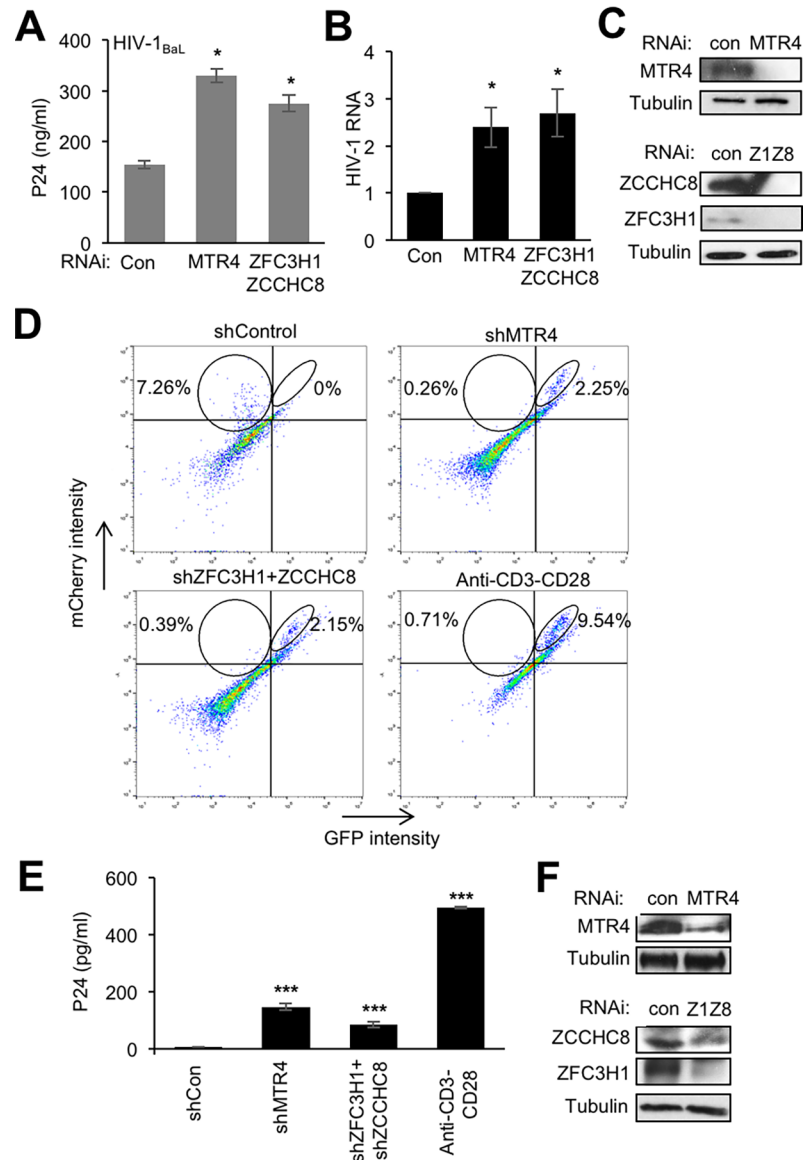 A
HIV-1BaL
400
300
200
100
0
P24 (ng/ml)
*
*
RNAi: Con MTR4 ZFC3H1
ZCCHC8
B
4
3
2
1
0
HIV-1 RNA
*
*
Con MTR4 ZFC3H1
ZCCHC8
C
RNAi: con MTR4
MTR4
Tubulin
RNAi: con Z1Z8
ZCCHC8
ZFC3H1
Tubulin
D
shControl
7.26% 0%
shMTR4
0.26% 2.25%
shZFC3H1+ZCCHC8
0.39% 2.15%
Anti-CD3-CD28
0.71% 9.54%
mCherry intensity
GFP intensity
E
600
400
200
0
P24 (pg/ml)
***
***
***
shCon
shMTR4
shZFC3H1+
shZCCHC8
Anti-CD3-
CD28
F
RNAi: con MTR4
MTR4
Tubulin
RNAi: con Z1Z8
ZCCHC8
ZFC3H1
Tubulin